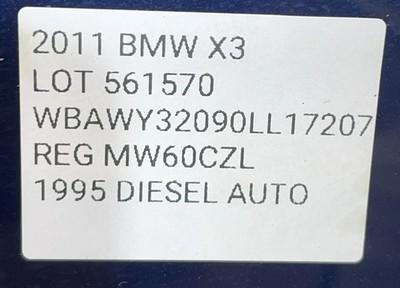 2011 BMW X3
LOT 561570
WBAWY32090LL17207
REG MW60CZL
1995 DIESEL AUTO